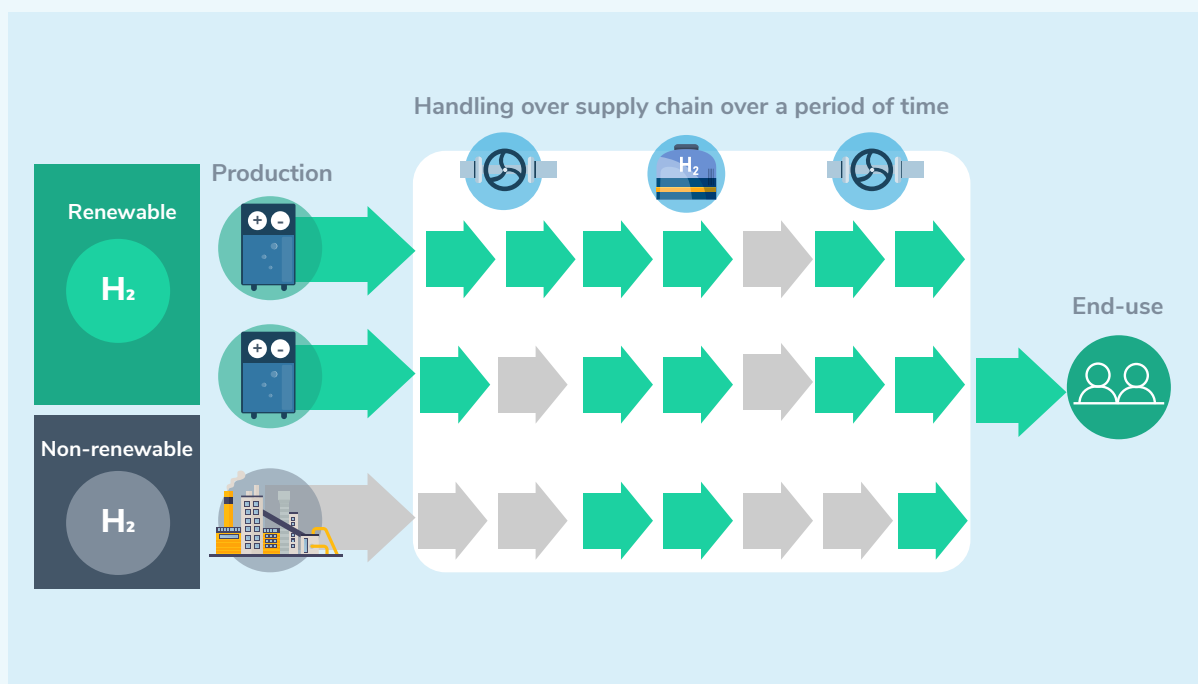 Handling over supply chain over a period of time
Production
Renewable
H₂
+ -
H₂
End-use
+ -
Non-renewable
H₂